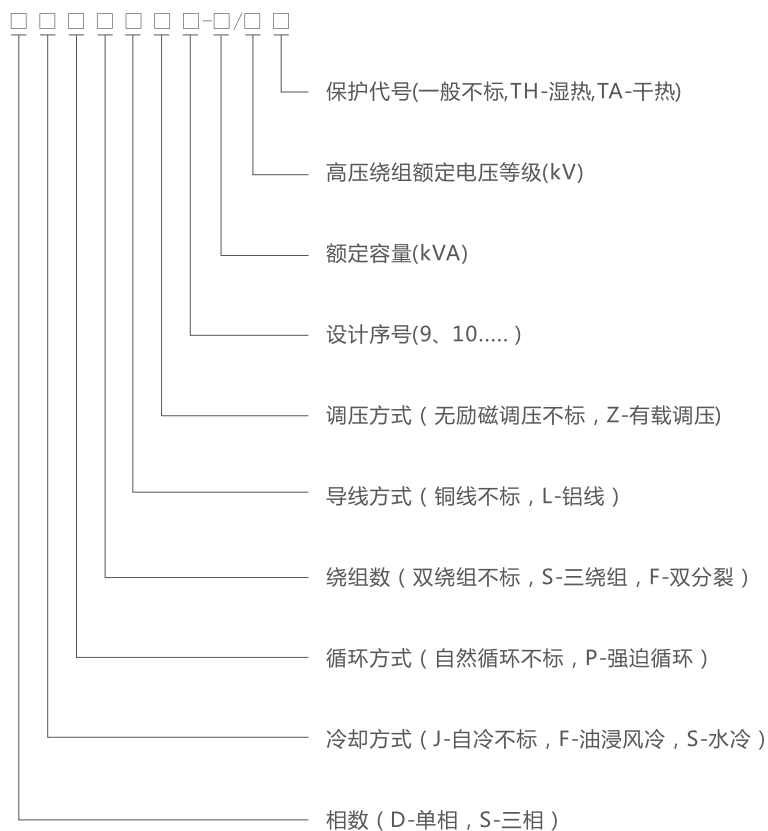 □□□□□□□-□/□□
保护代号(一般不标,TH-湿热,TA-干热)
高压绕组额定电压等级(kV)
额定容量(kVA)
设计序号(9、10.....）
调压方式（无励磁调压不标，Z-有载调压)
导线方式（铜线不标，L-铝线）
绕组数（双绕组不标，S-三绕组，F-双分裂）
循环方式（自然循环不标，P-强迫循环）
冷却方式（J-自冷不标，F-油浸风冷，S-水冷）
相数（D-单相，S-三相）